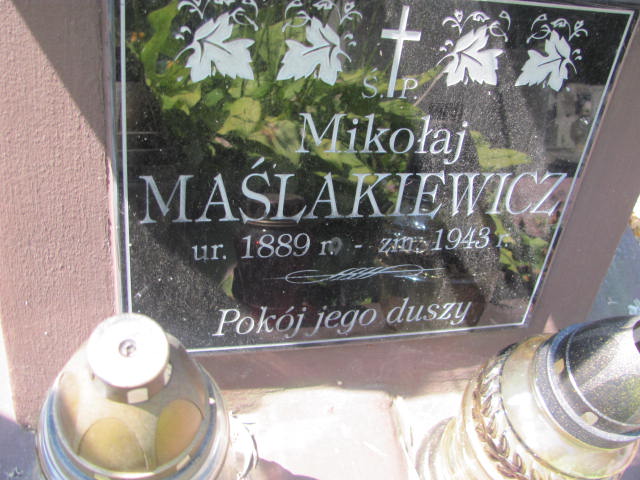 Ś. P.
Mikołaj
MAŚLAKIEWICZ
ur. 1889 r. - zm. 1943 r.
Pokój jego duszy